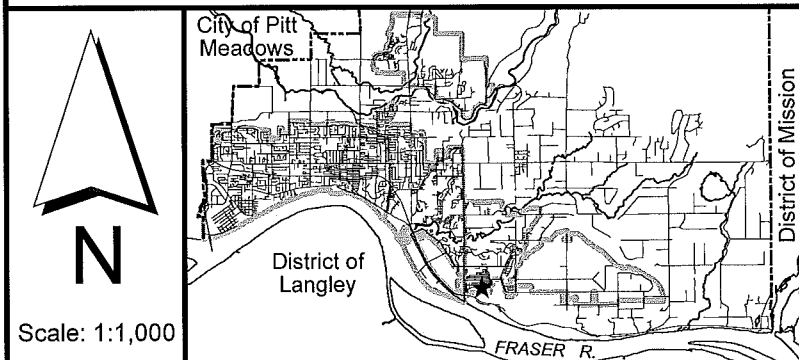 City of Pitt
Meadows
District of Mission
District of
Langley
N
Scale: 1:1,000
FRASER R.